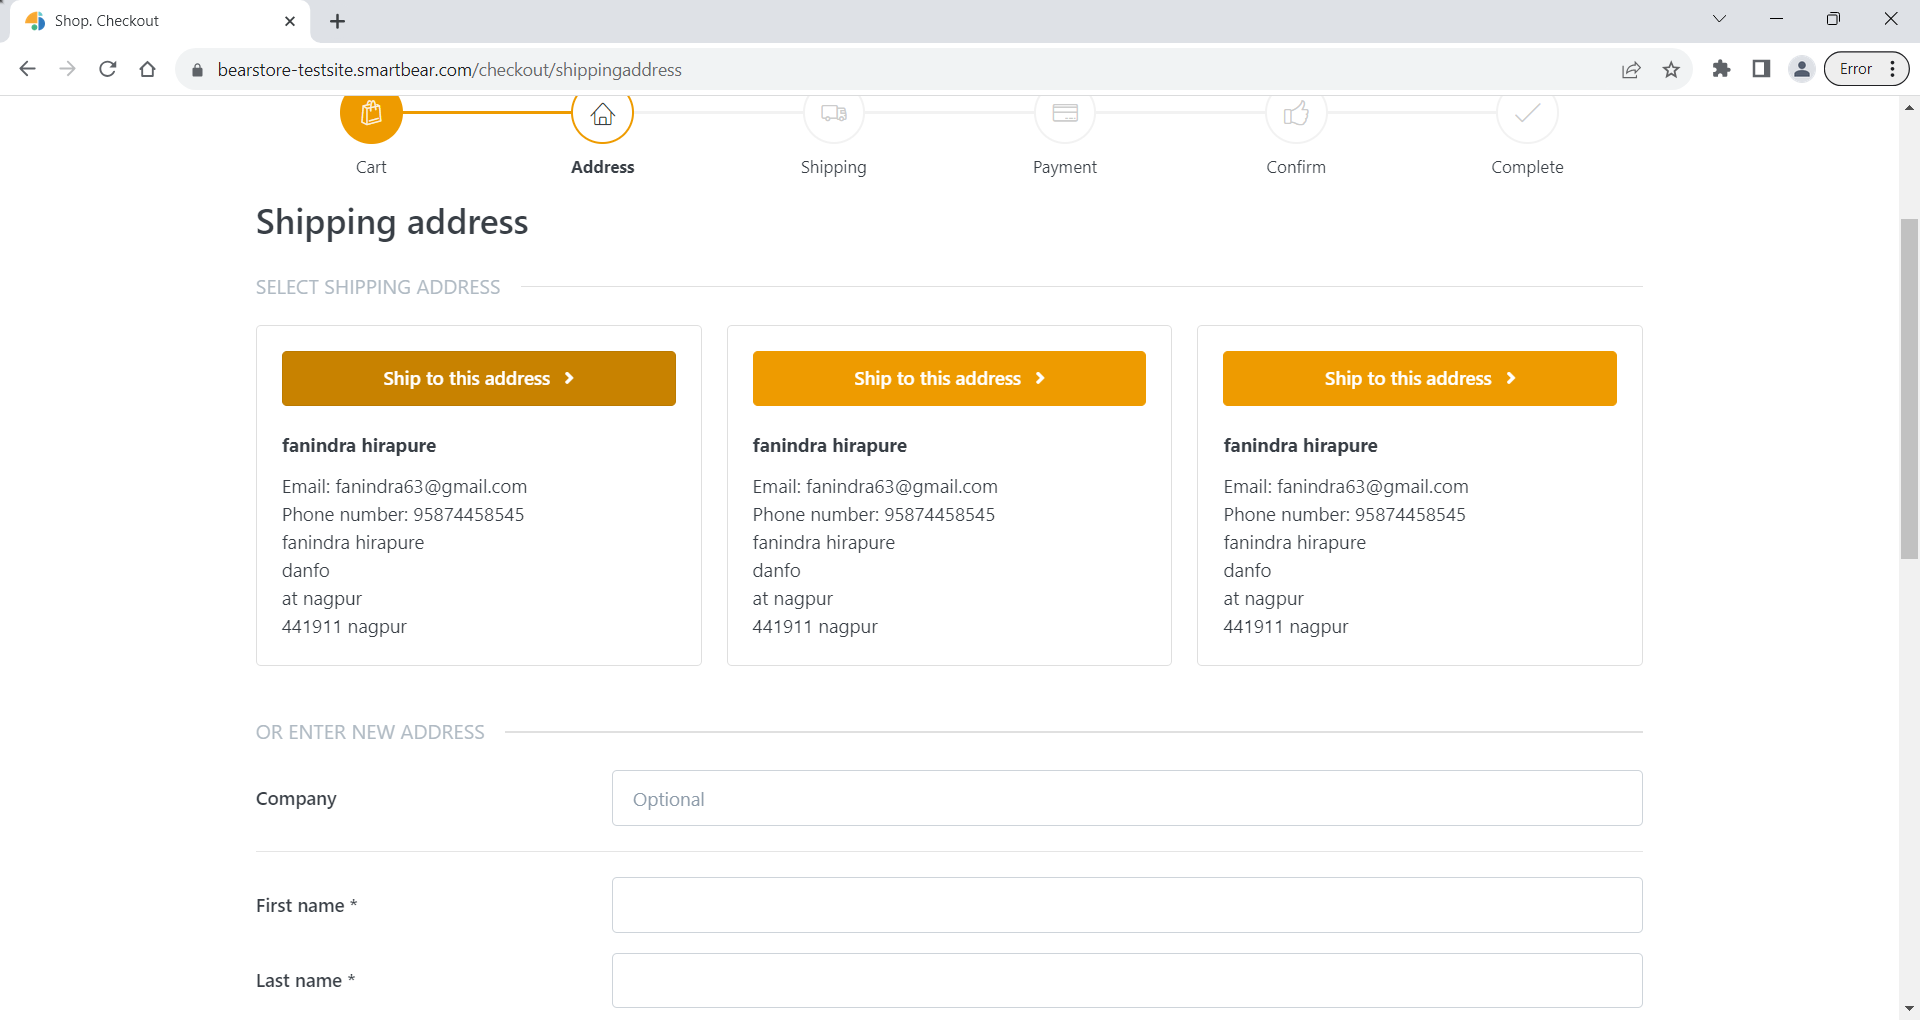 Shop. Checkout
bearstore-testsite.smartbear.com/checkout/shippingaddress
Error
Cart
Address
Shipping
Payment
Confirm
Complete
Shipping address
SELECT SHIPPING ADDRESS
Ship to this address
fanindra hirapure
Email: fanindra63@gmail.com
Phone number: 95874458545
fanindra hirapure
danfo
at nagpur
441911 nagpur
Ship to this address
fanindra hirapure
Email: fanindra63@gmail.com
Phone number: 95874458545
fanindra hirapure
danfo
at nagpur
441911 nagpur
Ship to this address
fanindra hirapure
Email: fanindra63@gmail.com
Phone number: 95874458545
fanindra hirapure
danfo
at nagpur
441911 nagpur
OR ENTER NEW ADDRESS
Company
Optional
First name *
Last name *